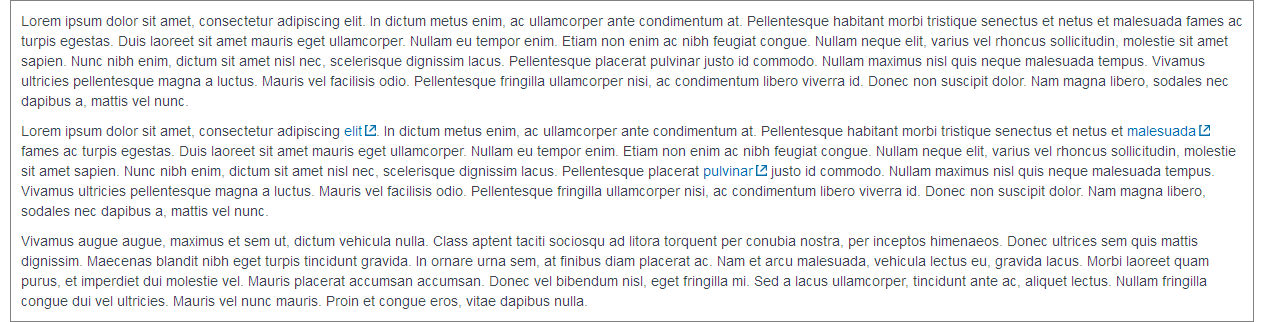 Lorem ipsum dolor sit amet, consectetur adipiscing elit. In dictum metus enim, ac ullamcorper ante condimentum at. Pellentesque habitant morbi tristique senectus et netus et malesuada fames ac
turpis egestas. Duis laoreet sit amet mauris eget ullamcorper. Nullam eu tempor enim. Etiam non enim ac nibh feugiat congue. Nullam neque elit, varius vel rhoncus sollicitudin, molestie sit amet
sapien. Nunc nibh enim, dictum sit amet nisl nec, scelerisque dignissim lacus. Pellentesque placerat pulvinar justo id commodo. Nullam maximus nisl quis neque malesuada tempus. Vivamus
ultricies pellentesque magna a luctus. Mauris vel facilisis odio. Pellentesque fringilla ullamcorper nisi, ac condimentum libero viverra id. Donec non suscipit dolor. Nam magna libero, sodales nec
dapibus a, mattis vel nunc.
Lorem ipsum dolor sit amet, consectetur adipiscing elit. In dictum metus enim, ac ullamcorper ante condimentum at. Pellentesque habitant morbi tristique senectus et netus et malesuada
fames ac turpis egestas. Duis laoreet sit amet mauris eget ullamcorper. Nullam eu tempor enim. Etiam non enim ac nibh feugiat congue. Nullam neque elit, varius vel rhoncus sollicitudin, molestie
sit amet sapien. Nunc nibh enim, dictum sit amet nisl nec, scelerisque dignissim lacus. Pellentesque placerat pulvinar justo id commodo. Nullam maximus nisl quis neque malesuada tempus.
Vivamus ultricies pellentesque magna a luctus. Mauris vel facilisis odio. Pellentesque fringilla ullamcorper nisi, ac condimentum libero viverra id. Donec non suscipit dolor. Nam magna libero,
sodales nec dapibus a, mattis vel nunc.
Vivamus augue augue, maximus et sem ut, dictum vehicula nulla. Class aptent taciti sociosqu ad litora torquent per conubia nostra, per inceptos himenaeos. Donec ultrices sem quis mattis
dignissim. Maecenas blandit nibh eget turpis tincidunt gravida. In ornare urna sem, at finibus diam placerat ac. Nam et arcu malesuada, vehicula lectus eu, gravida lacus. Morbi laoreet quam
purus, et imperdiet dui molestie vel. Mauris placerat accumsan accumsan. Donec vel bibendum nisl, eget fringilla mi. Sed a lacus ullamcorper, tincidunt ante ac, aliquet lectus. Nullam fringilla
congue dui vel ultricies. Mauris vel nunc mauris. Proin et congue eros, vitae dapibus nulla.